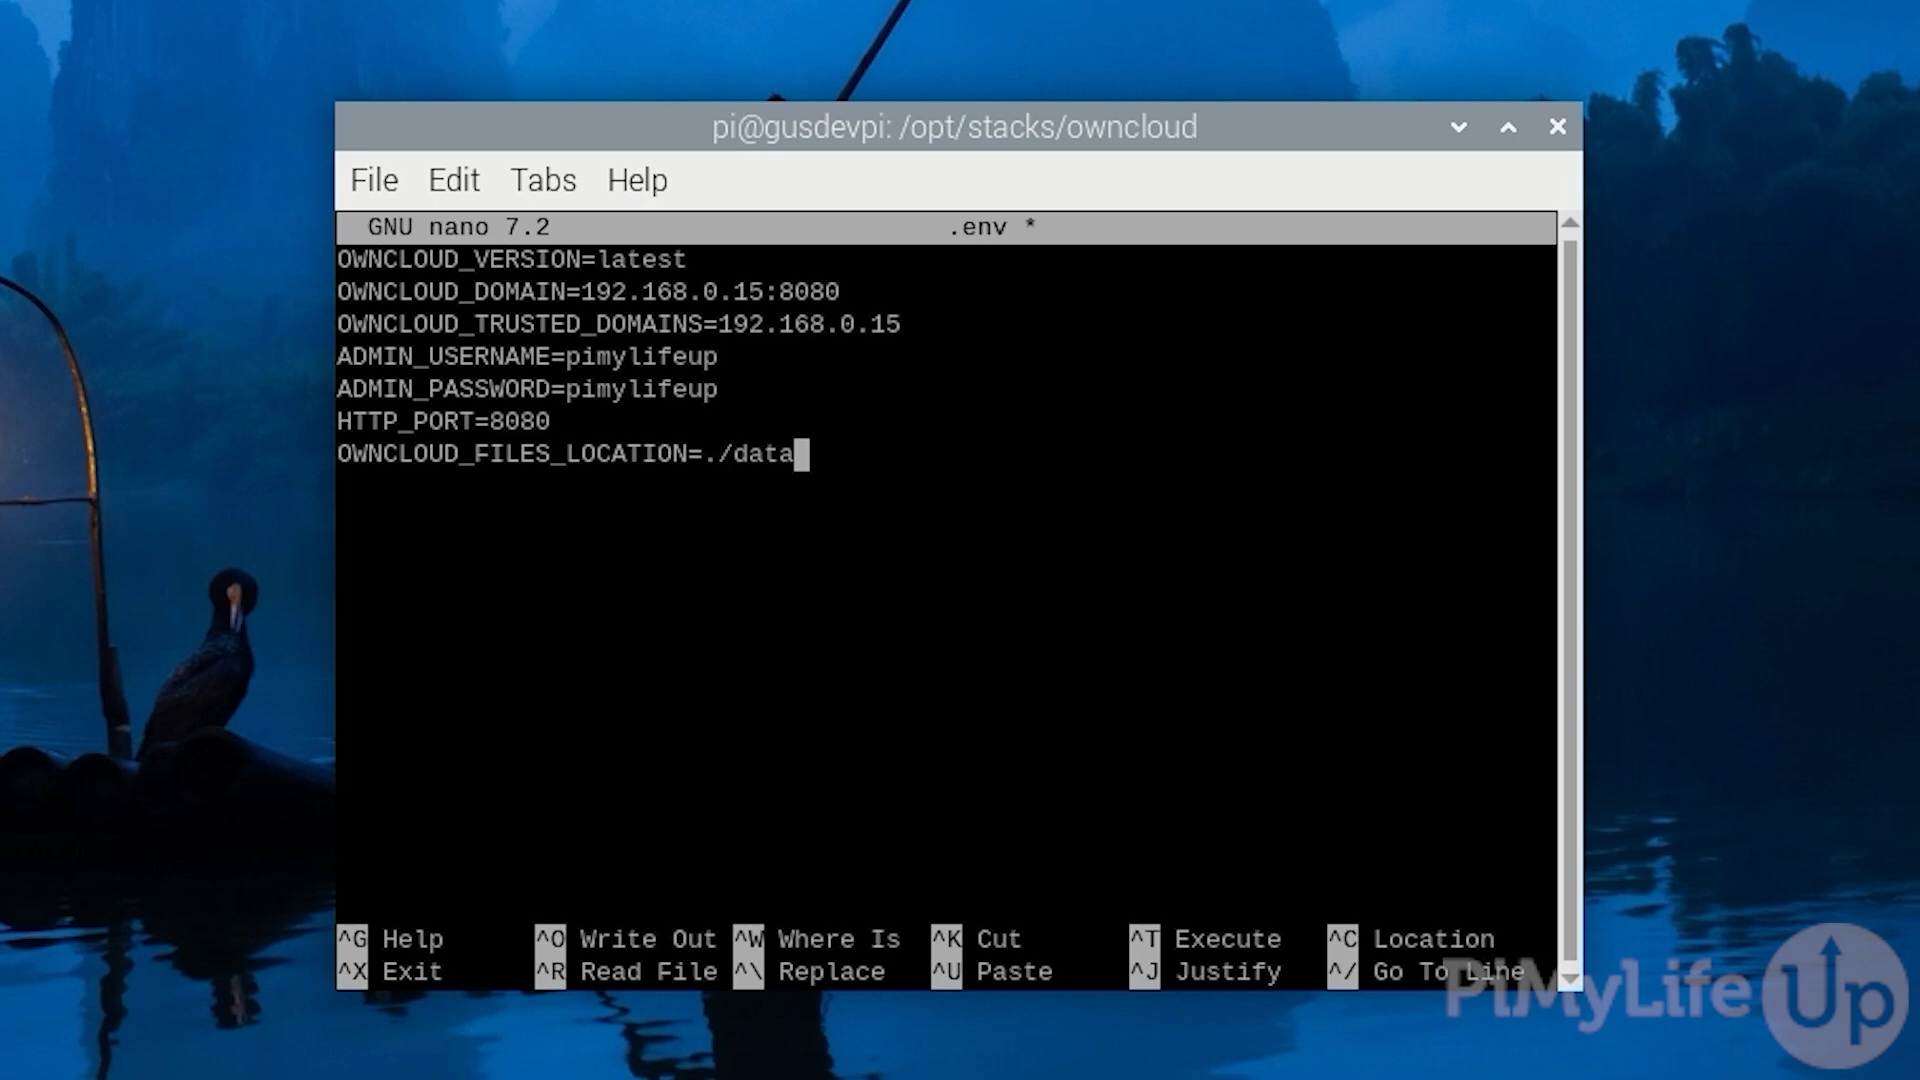 pi@gusdevpi: /opt/stacks/owncloud
File Edit Tabs Help
GNU nano 7.2 .env *
OWNCLOUD_VERSION=latest
OWNCLOUD_DOMAIN=192.168.0.15:8080
OWNCLOUD_TRUSTED_DOMAINS=192.168.0.15
ADMIN_USERNAME=pimylifeup
ADMIN_PASSWORD=pimylifeup
HTTP_PORT=8080
OWNCLOUD_FILES_LOCATION=./data
^G Help ^O Write Out ^W Where Is ^K Cut ^T Execute ^C Location
^X Exit ^R Read File ^\ Replace ^U Paste ^J Justify ^/ Go To Line
PiMyLife Up